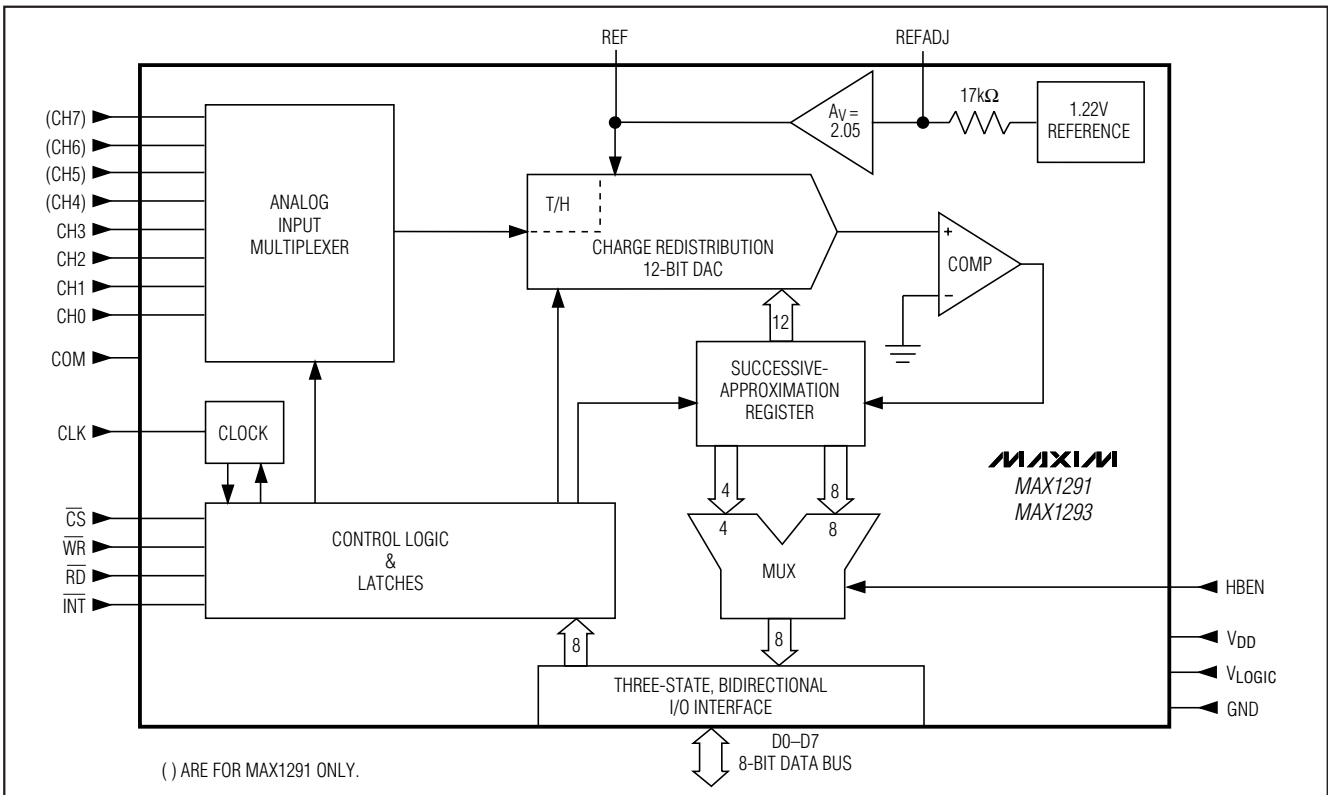 REF
REFADJ
(CH7)
(CH6)
(CH5)
(CH4)
CH3
CH2
CH1
CH0
COM
CLK
CS
WR
RD
INT
ANALOG
INPUT
MULTIPLEXER
CLOCK
CONTROL LOGIC
&
LATCHES
T/H
CHARGE REDISTRIBUTION
12-BIT DAC
AV =
2.05
17kΩ
1.22V
REFERENCE
+
COMP
−
12
SUCCESSIVE-
APPROXIMATION
REGISTER
4
8
4
8
MUX
8
8
THREE-STATE, BIDIRECTIONAL
I/O INTERFACE
MAXIM
MAX1291
MAX1293
HBEN
VDD
VLOGIC
GND
D0–D7
8-BIT DATA BUS
( ) ARE FOR MAX1291 ONLY.